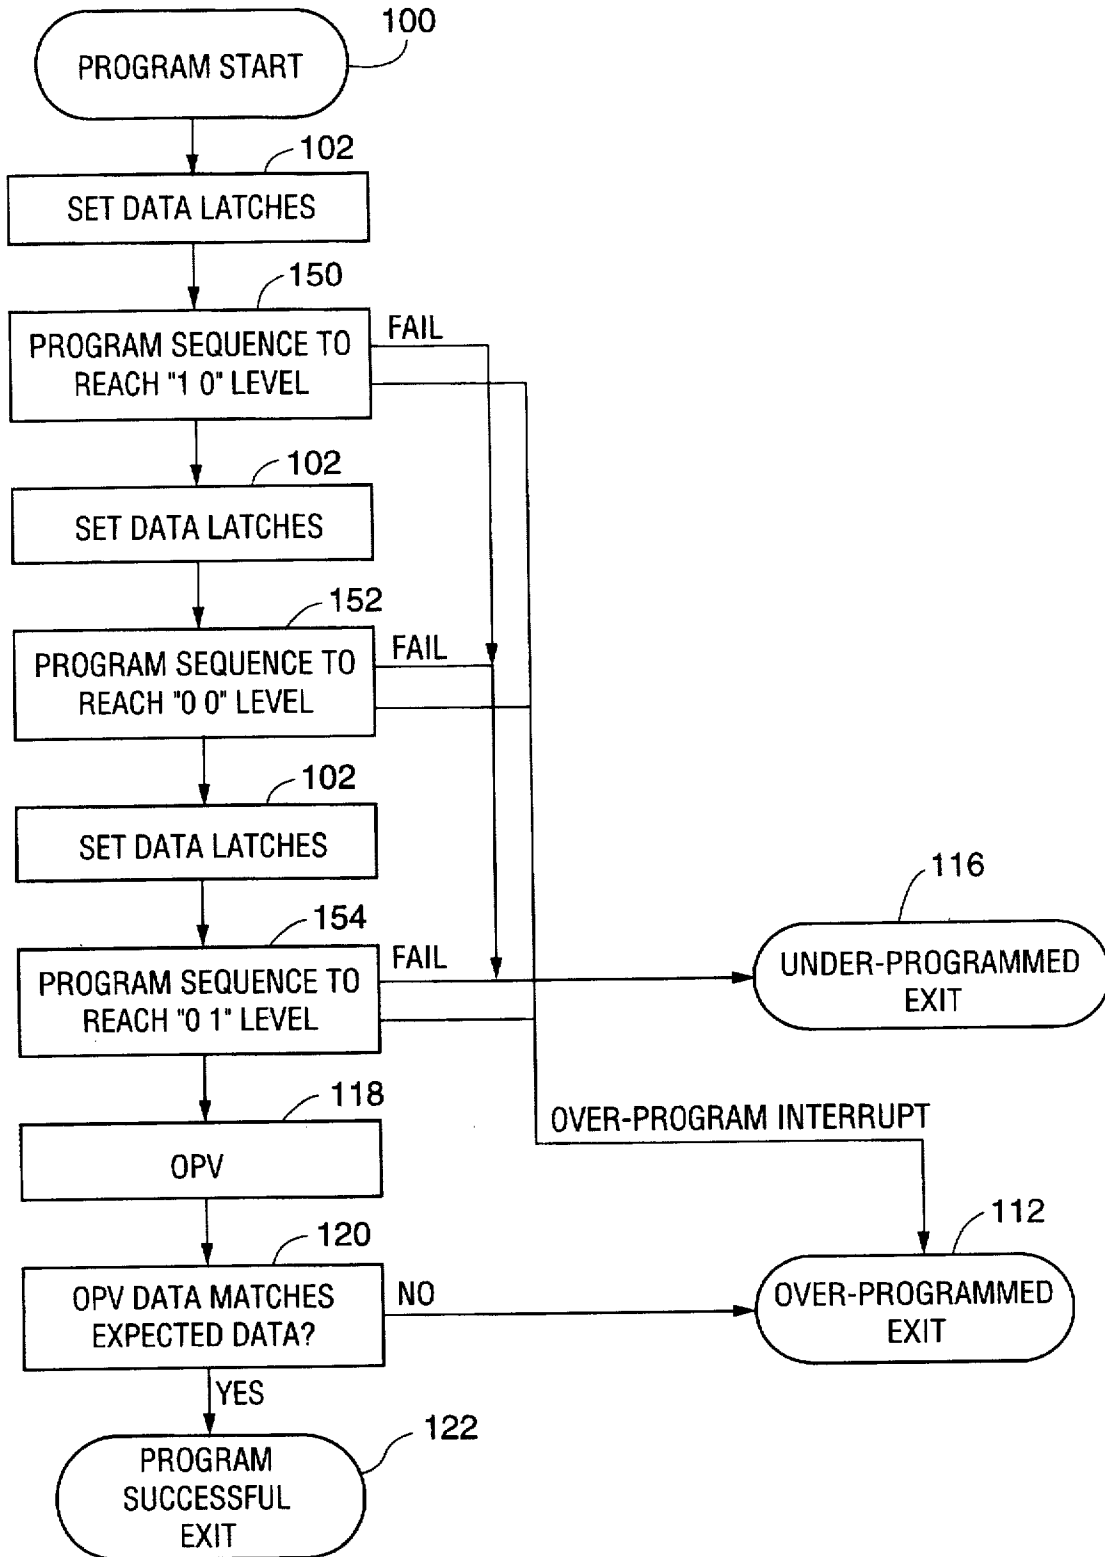 100
PROGRAM START
102
SET DATA LATCHES
150
PROGRAM SEQUENCE TO
REACH "1 0" LEVEL
FAIL
102
SET DATA LATCHES
152
PROGRAM SEQUENCE TO
REACH "0 0" LEVEL
FAIL
102
SET DATA LATCHES
154
PROGRAM SEQUENCE TO
REACH "0 1" LEVEL
FAIL
116
UNDER-PROGRAMMED
EXIT
118
OPV
OVER-PROGRAM INTERRUPT
120
OPV DATA MATCHES
EXPECTED DATA?
NO
112
OVER-PROGRAMMED
EXIT
YES
122
PROGRAM
SUCCESSFUL
EXIT